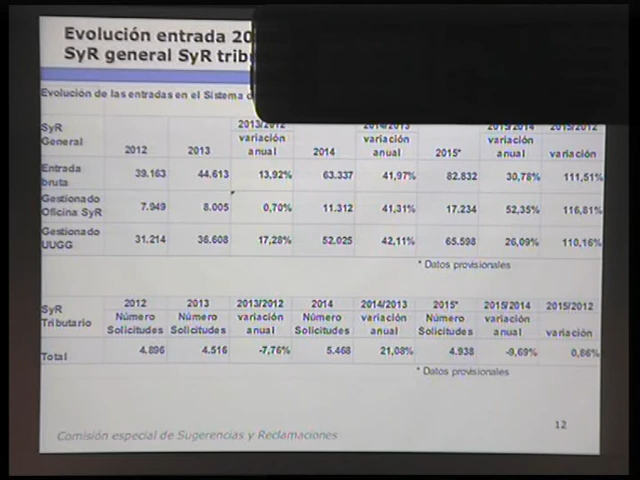 Evolución entrada 20
SyR general SyR trib
Evolución de las entradas en el Sistema d
SyR General 2012 2013 2013/2012 variación anual 2014 2014/2013 variación anual 2015* 2015/2014 variación anual 2015/2012 variación
Entrada bruta 39.163 44.613 13,92% 63.337 41,97% 82.832 30,78% 111,51%
Gestionado Oficina SyR 7.949 8.005 0,70% 11.312 41,31% 17.234 52,35% 116,81%
Gestionado UUGG 31.214 36.608 17,28% 52.025 42,11% 65.598 26,09% 110,16%
* Datos provisionales
SyR Tributario 2012 Número Solicitudes 2013 Número Solicitudes 2013/2012 variación anual 2014 Número Solicitudes 2014/2013 variación anual 2015* Número Solicitudes 2015/2014 variación anual 2015/2012 variación
Total 4.896 4.516 -7,76% 5.468 21,08% 4.938 -9,69% 0,86%
* Datos provisionales
Comisión especial de Sugerencias y Reclamaciones
12